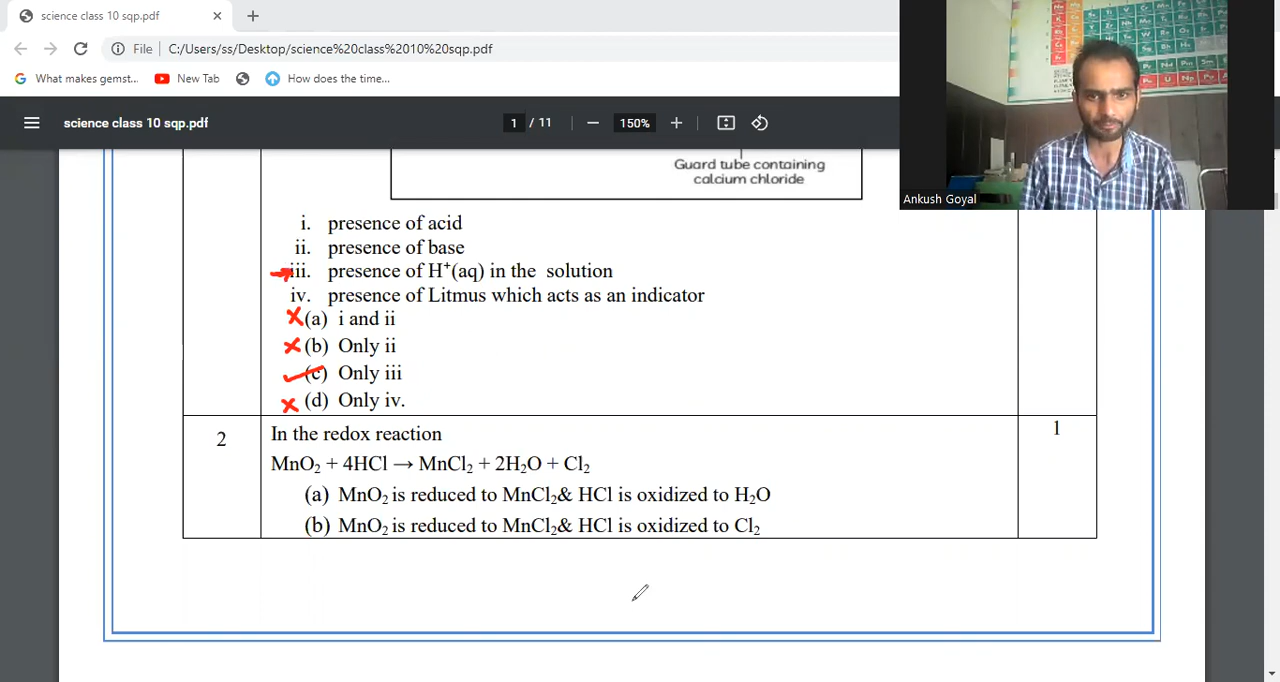 science class 10 sqp.pdf
File
C:/Users/ss/Desktop/science%20class%2010%20sqp.pdf
What makes gemst...
New Tab
How does the time...
science class 10 sqp.pdf
1 / 11
150%
Ankush Goyal
Guard tube containing
calcium chloride
i. presence of acid
ii. presence of base
iii. presence of H⁺(aq) in the solution
iv. presence of Litmus which acts as an indicator
(a) i and ii
(b) Only ii
(c) Only iii
(d) Only iv.
2
In the redox reaction
1
MnO₂ + 4HCl → MnCl₂ + 2H₂O + Cl₂
(a) MnO₂ is reduced to MnCl₂& HCl is oxidized to H₂O
(b) MnO₂ is reduced to MnCl₂& HCl is oxidized to Cl₂